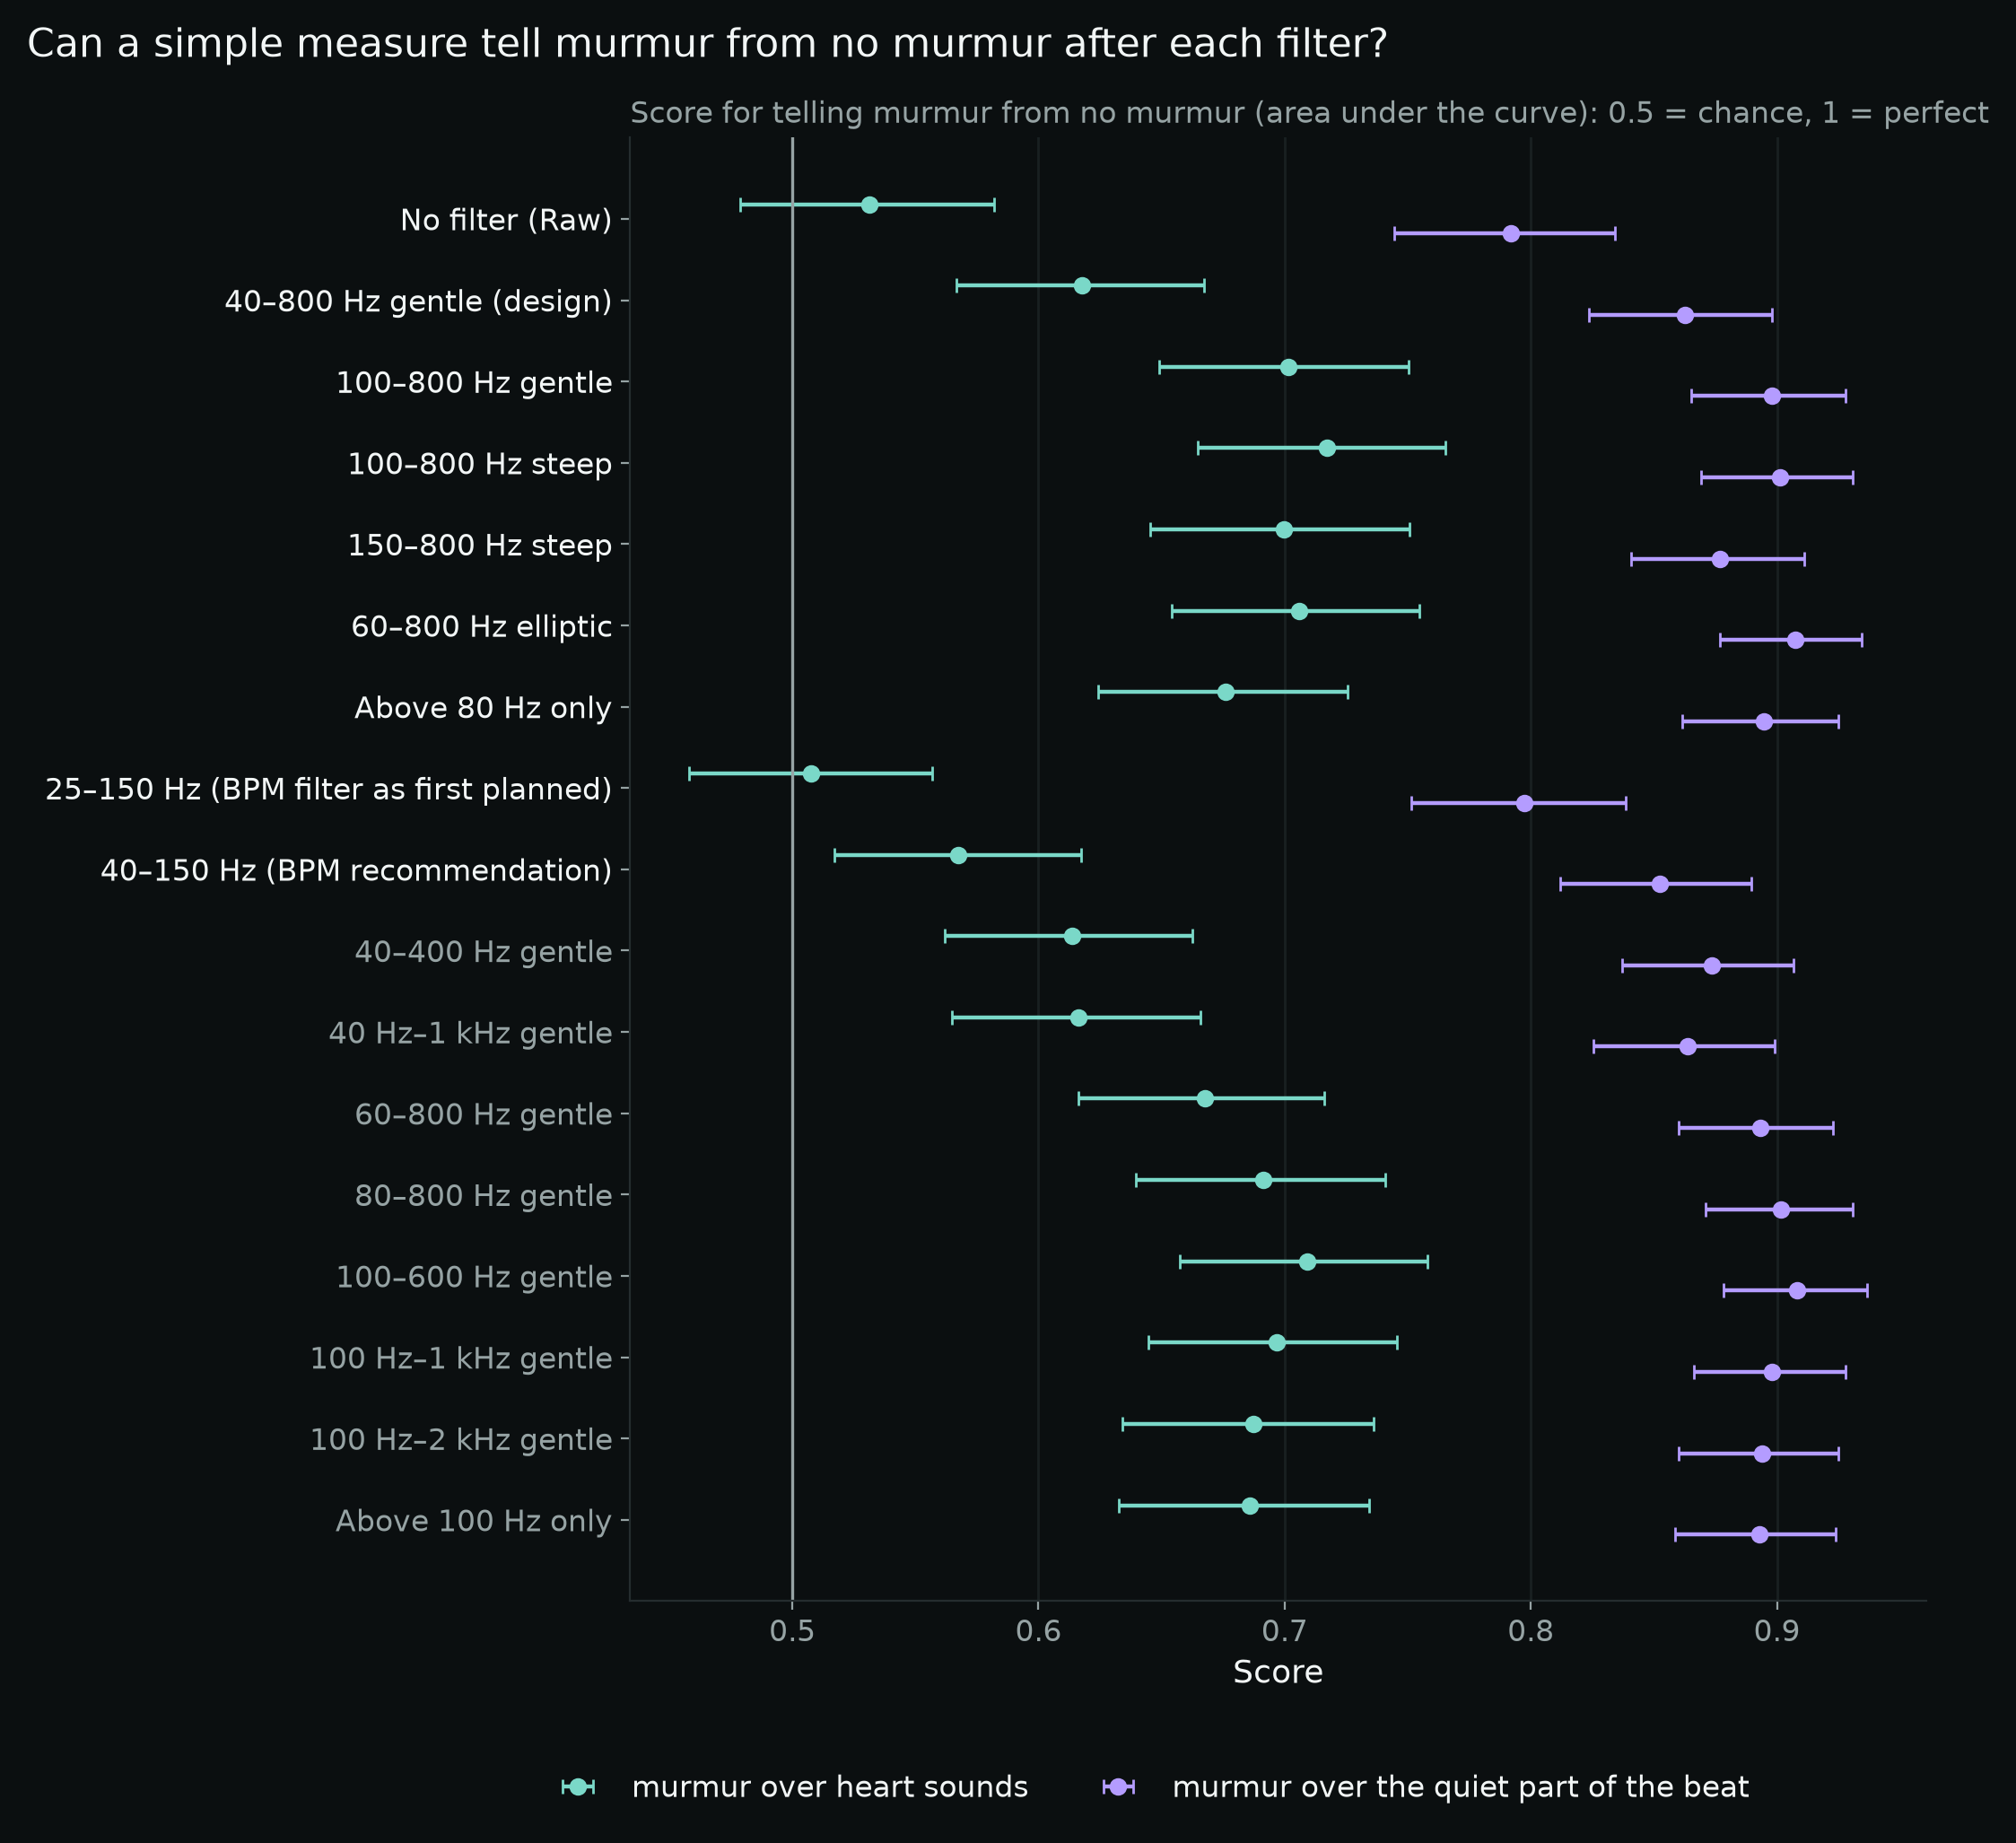 Can a simple measure tell murmur from no murmur after each filter?
Score for telling murmur from no murmur (area under the curve): 0.5 = chance, 1 = perfect
No filter (Raw)
40–800 Hz gentle (design)
100–800 Hz gentle
100–800 Hz steep
150–800 Hz steep
60–800 Hz elliptic
Above 80 Hz only
25–150 Hz (BPM filter as first planned)
40–150 Hz (BPM recommendation)
40–400 Hz gentle
40 Hz–1 kHz gentle
60–800 Hz gentle
80–800 Hz gentle
100–600 Hz gentle
100 Hz–1 kHz gentle
100 Hz–2 kHz gentle
Above 100 Hz only
0.5 0.6 0.7 0.8 0.9
Score
murmur over heart sounds murmur over the quiet part of the beat